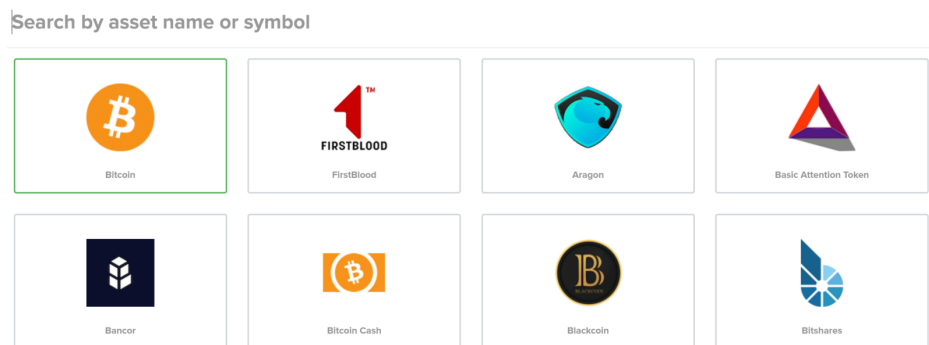 Search by asset name or symbol
TM
FIRSTBLOOD
Bitcoin
FirstBlood
Aragon
Basic Attention Token
BLACKCOIN
Bancor
Bitcoin Cash
Blackcoin
Bitshares